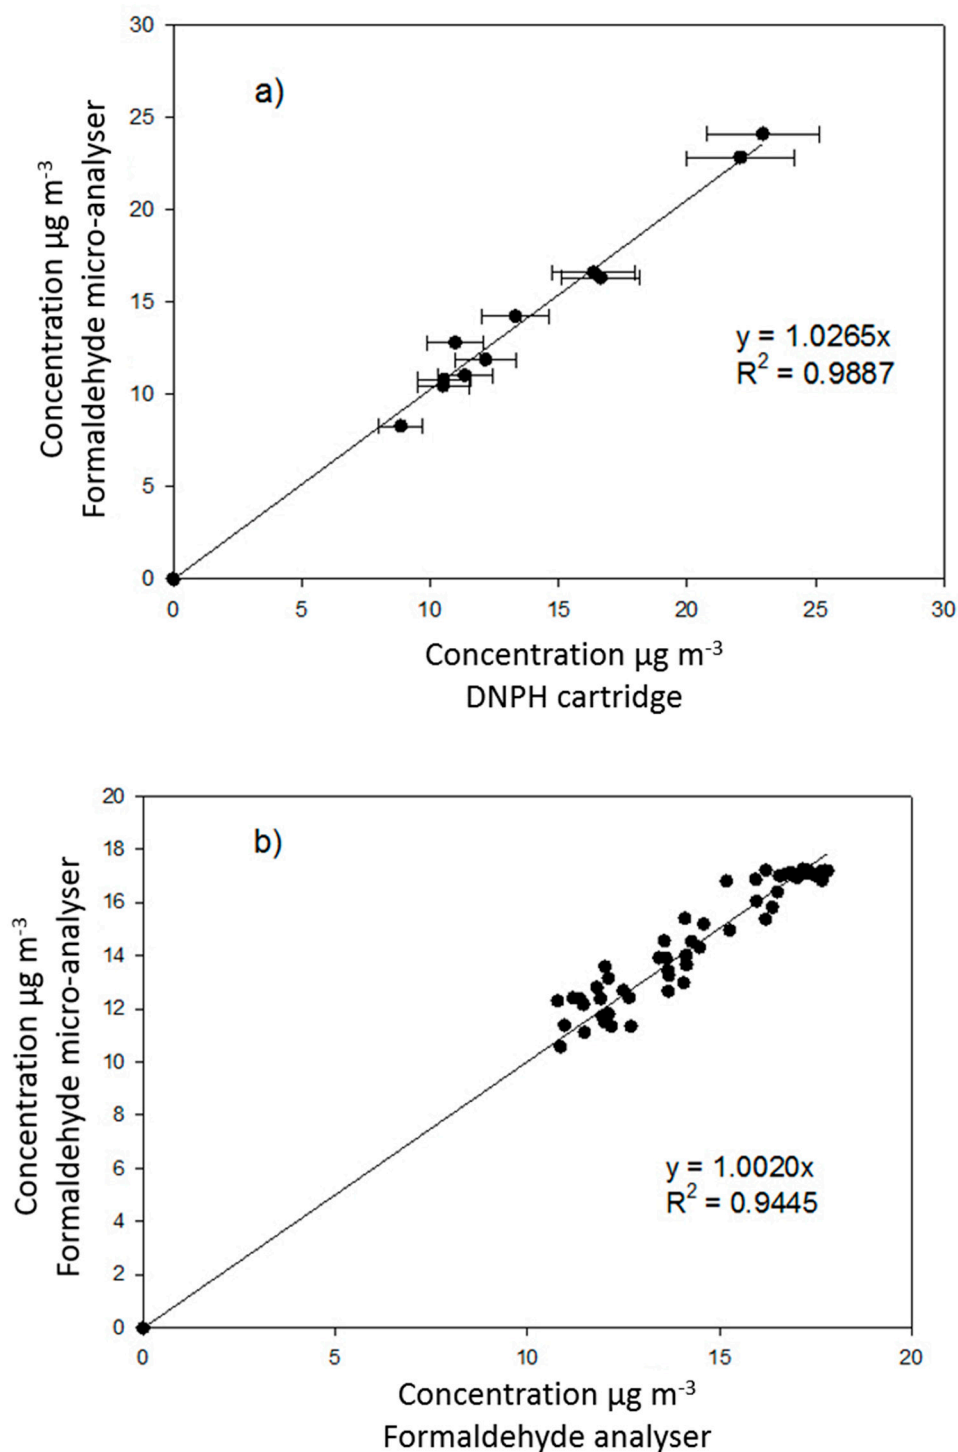 a)
Concentration µg m⁻³
Formaldehyde micro-analyser
30
25
20
15
10
5
0
y = 1.0265x
R² = 0.9887
0 5 10 15 20 25 30
Concentration µg m⁻³
DNPH cartridge
b)
Concentration µg m⁻³
Formaldehyde micro-analyser
20
18
16
14
12
10
8
6
4
2
0
y = 1.0020x
R² = 0.9445
0 5 10 15 20
Concentration µg m⁻³
Formaldehyde analyser